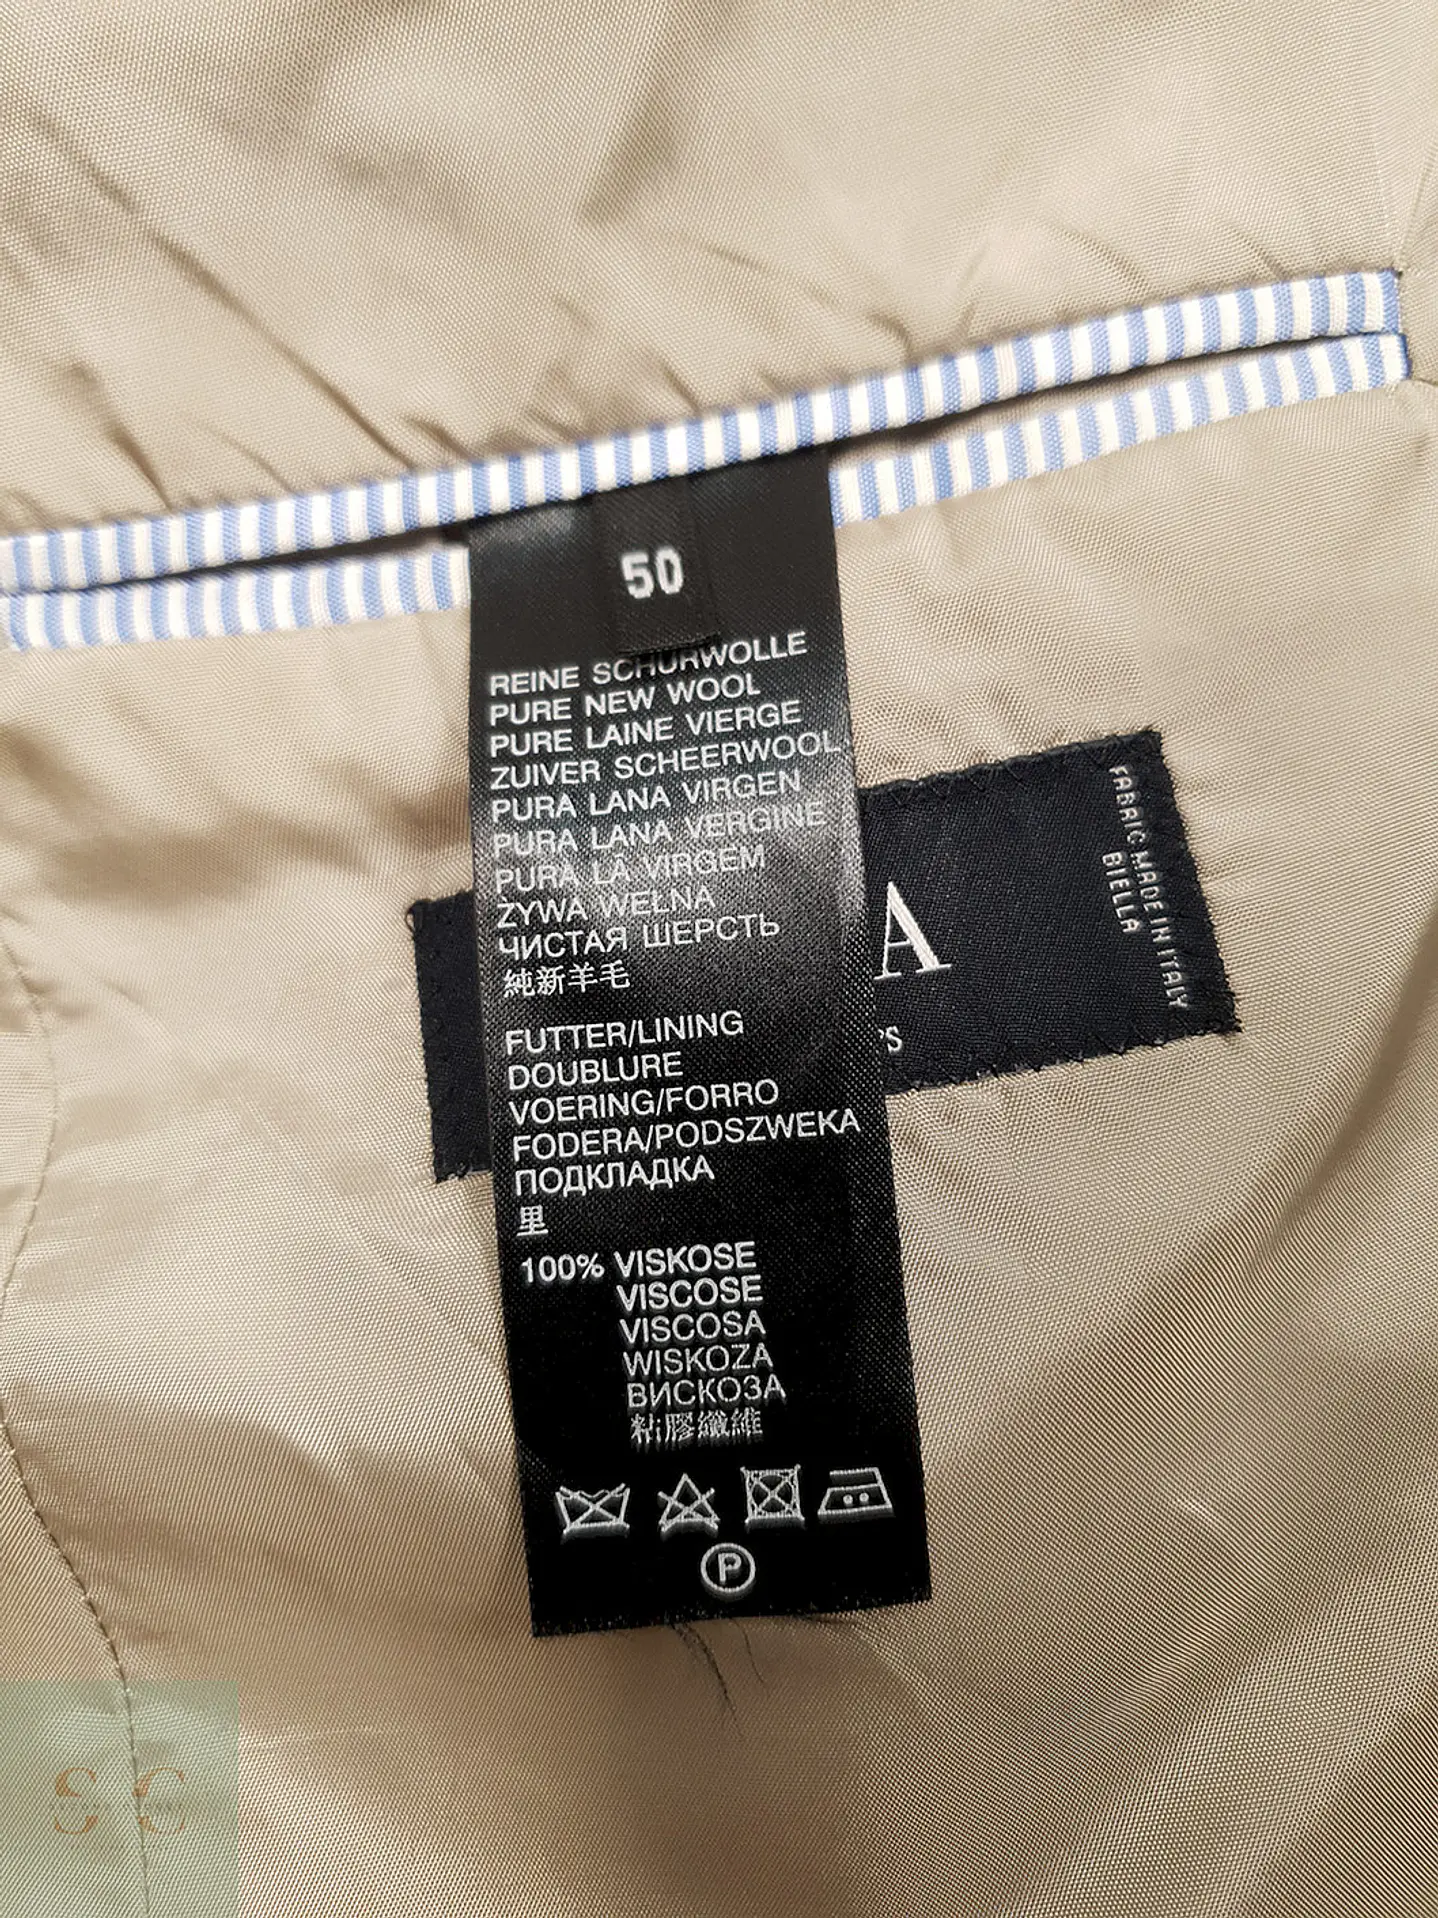 50
REINE SCHURWOLLE
PURE NEW WOOL
PURE LAINE VIERGE
ZUIVER SCHEERWOOL
PURA LANA VIRGEN
PURA LANA VERGINE
PURA LÃ VIRGEM
ŻYWA WEŁNA
ЧИСТАЯ ШЕРСТЬ
純新羊毛
FUTTER/LINING
DOUBLURE
VOERING/FORRO
FODERA/PODSZWEKA
ПОДКЛАДКА
里
100% VISKOSE
VISCOSE
VISCOSA
WISKOZA
ВИСКОЗА
粘膠纖維
P
A
FABRIC MADE IN ITALY
BIELLA
S S